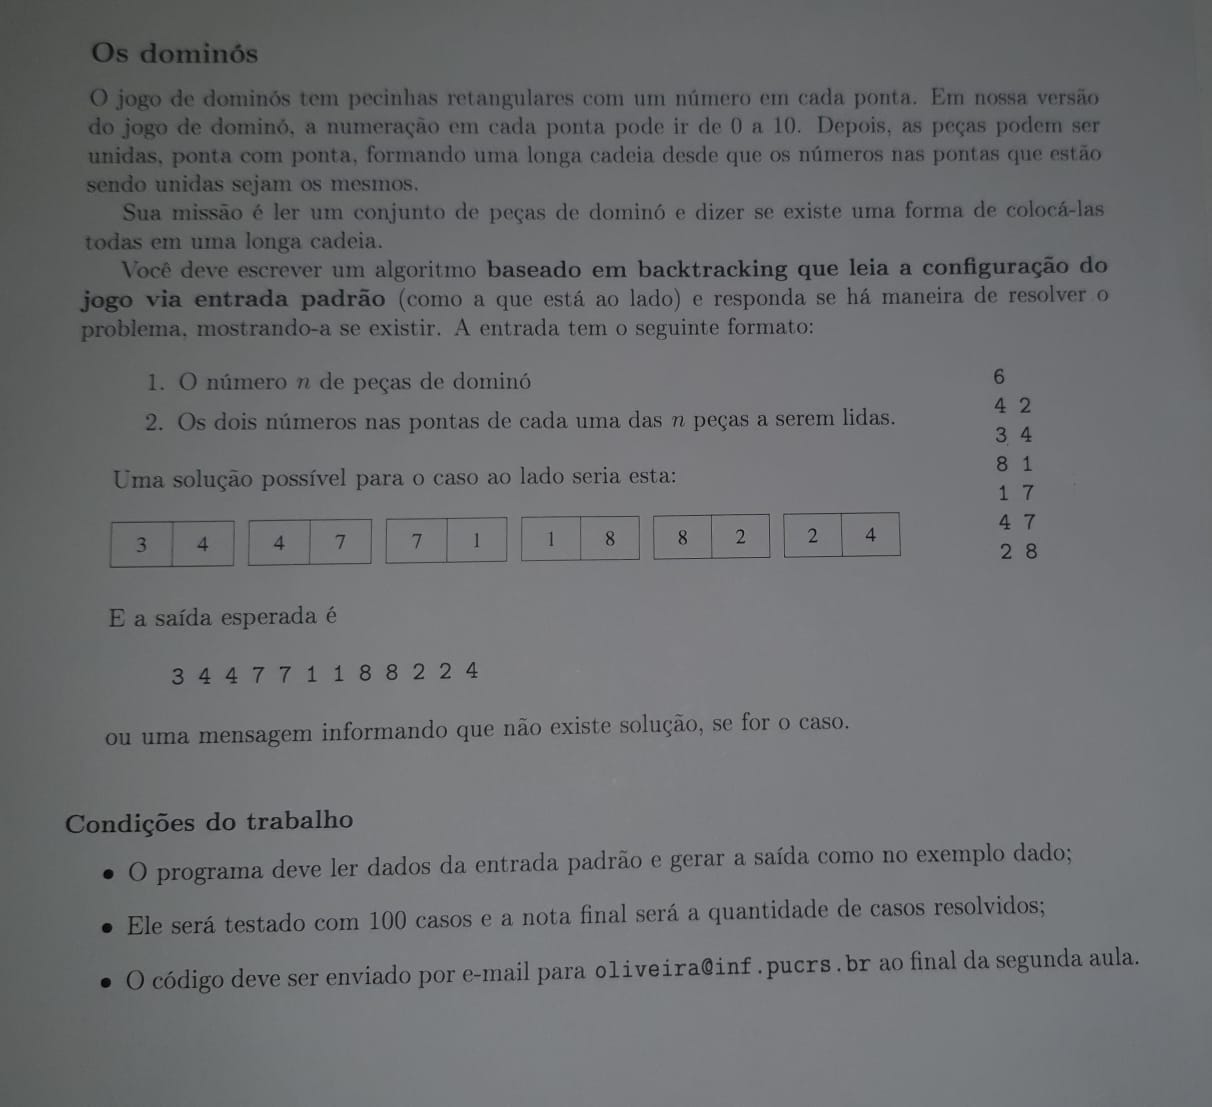 Os dominós
O jogo de dominós tem pecinhas retangulares com um número em cada ponta. Em nossa versão
do jogo de dominó, a numeração em cada ponta pode ir de 0 a 10. Depois, as peças podem ser
unidas, ponta com ponta, formando uma longa cadeia desde que os números nas pontas que estão
sendo unidas sejam os mesmos.
Sua missão é ler um conjunto de peças de dominó e dizer se existe uma forma de colocá-las
todas em uma longa cadeia.
Você deve escrever um algoritmo baseado em backtracking que leia a configuração do
jogo via entrada padrão (como a que está ao lado) e responda se há maneira de resolver o
problema, mostrando-a se existir. A entrada tem o seguinte formato:
1. O número n de peças de dominó
2. Os dois números nas pontas de cada uma das n peças a serem lidas.
6
4 2
3 4
8 1
1 7
4 7
2 8
Uma solução possível para o caso ao lado seria esta:
3 4 4 7 7 1 1 8 8 2 2 4
E a saída esperada é
3 4 4 7 7 1 1 8 8 2 2 4
ou uma mensagem informando que não existe solução, se for o caso.
Condições do trabalho
• O programa deve ler dados da entrada padrão e gerar a saída como no exemplo dado;
• Ele será testado com 100 casos e a nota final será a quantidade de casos resolvidos;
• O código deve ser enviado por e-mail para oliveira@inf.pucrs.br ao final da segunda aula.